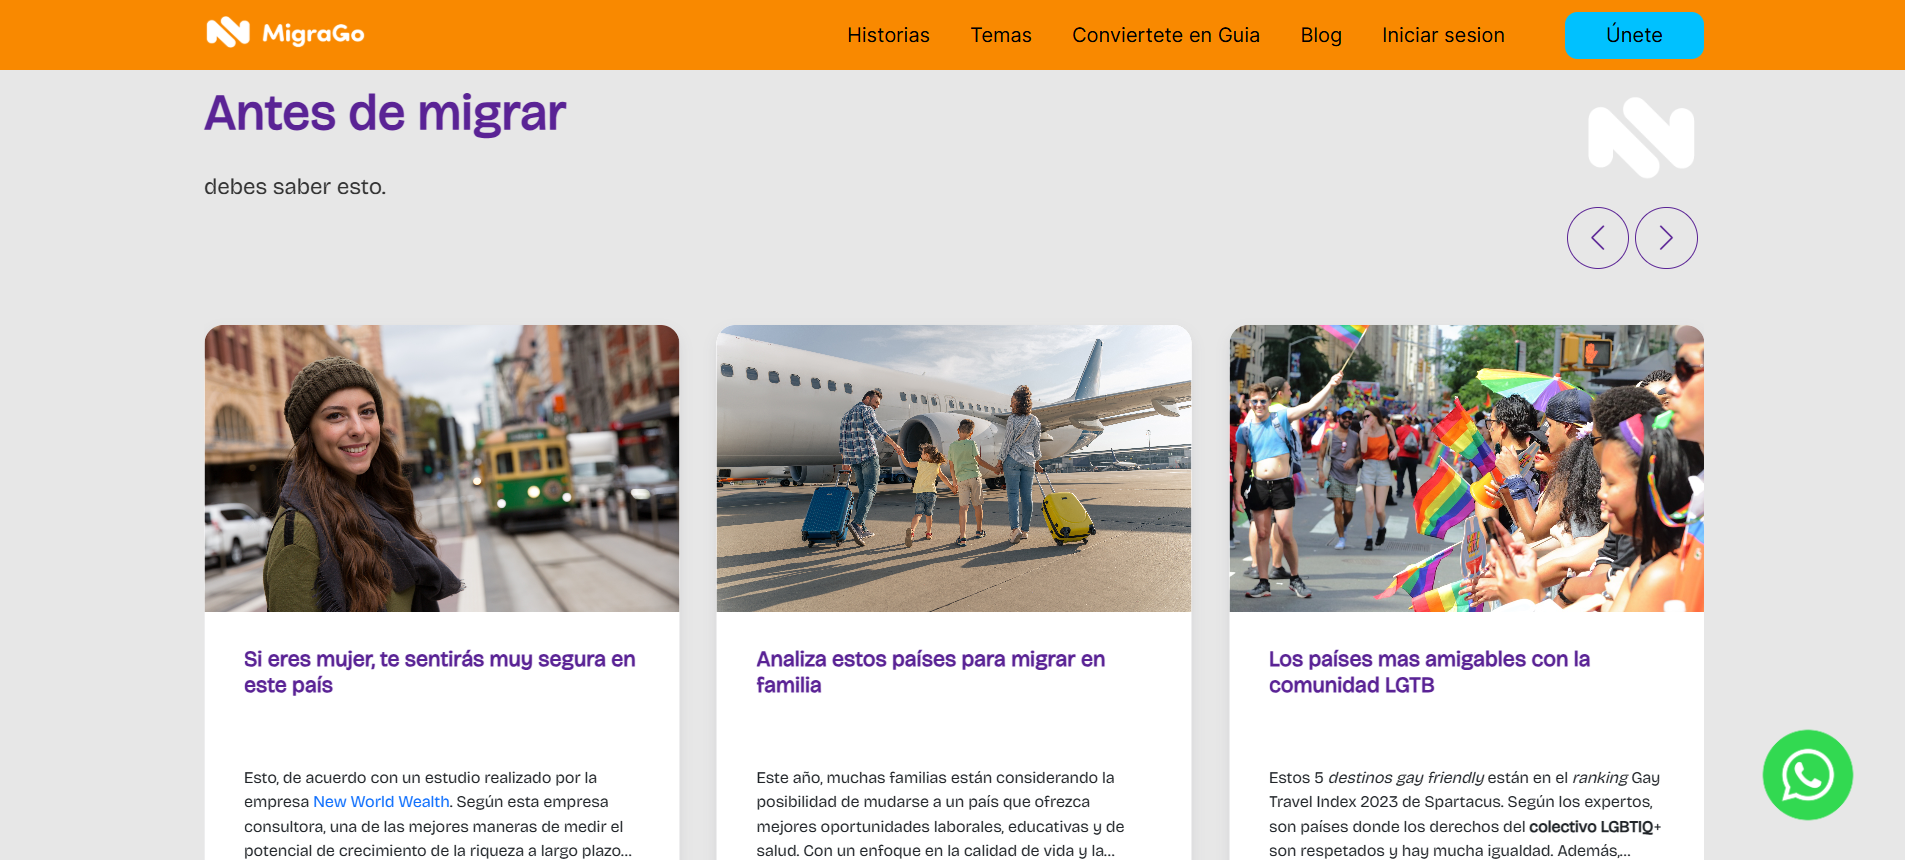 MigraGo
Historias
Temas
Conviertete en Guia
Blog
Iniciar sesion
Únete
Antes de migrar
debes saber esto.
Si eres mujer, te sentirás muy segura en
este país
Esto, de acuerdo con un estudio realizado por la
empresa New World Wealth. Según esta empresa
consultora, una de las mejores maneras de medir el
potencial de crecimiento de la riqueza a largo plazo...
Analiza estos países para migrar en
familia
Este año, muchas familias están considerando la
posibilidad de mudarse a un país que ofrezca
mejores oportunidades laborales, educativas y de
salud. Con un enfoque en la calidad de vida y la...
Los países mas amigables con la
comunidad LGTB
Estos 5 destinos gay friendly están en el ranking Gay
Travel Index 2023 de Spartacus. Según los expertos,
son países donde los derechos del colectivo LGBTIQ+
son respetados y hay mucha igualdad. Además,...